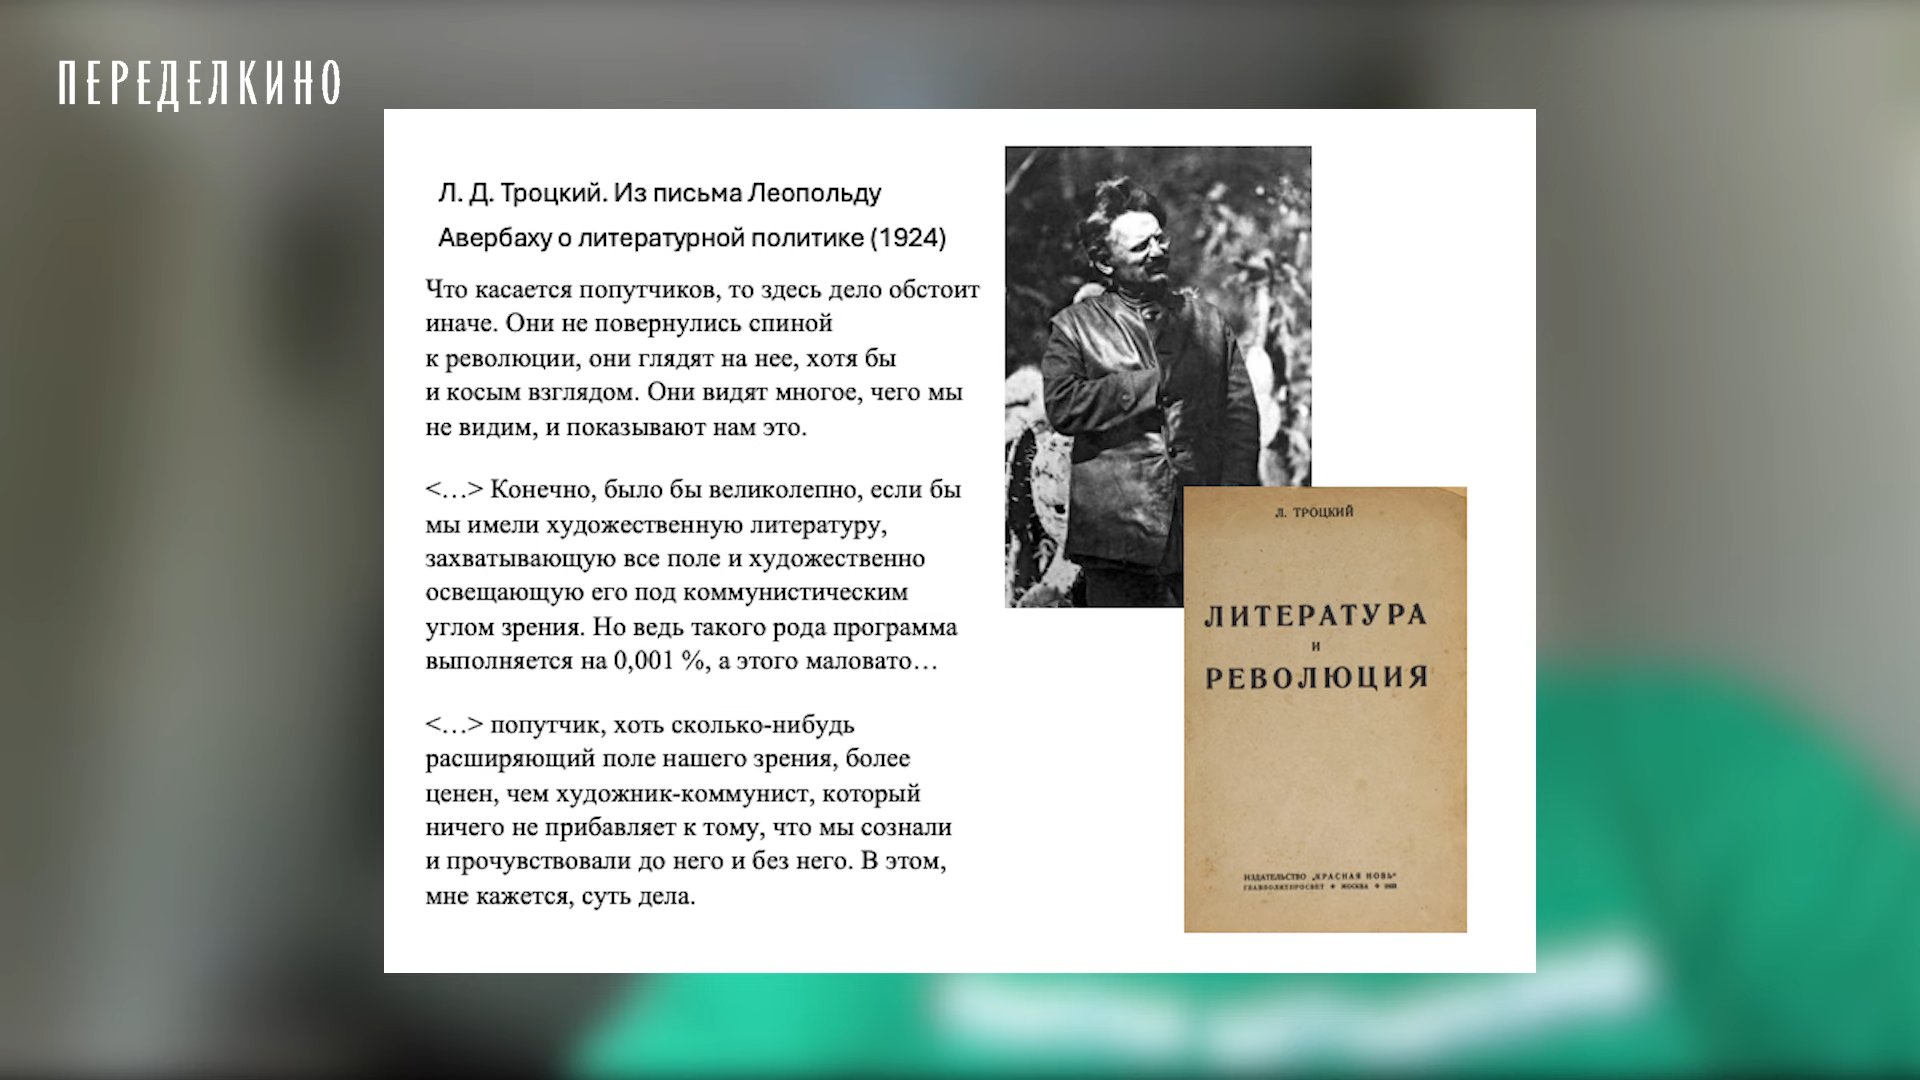 ПЕРЕДЕЛКИНО
Л. Д. Троцкий. Из письма Леопольду
Авербаху о литературной политике (1924)
Что касается попутчиков, то здесь дело обстоит
иначе. Они не повернулись спиной
к революции, они глядят на нее, хотя бы
и косым взглядом. Они видят многое, чего мы
не видим, и показывают нам это.
<…> Конечно, было бы великолепно, если бы
мы имели художественную литературу,
захватывающую все поле и художественно
освещающую его под коммунистическим
углом зрения. Но ведь такого рода программа
выполняется на 0,001 %, а этого маловато…
<…> попутчик, хоть сколько-нибудь
расширяющий поле нашего зрения, более
ценен, чем художник-коммунист, который
ничего не прибавляет к тому, что мы сознали
и прочувствовали до него и без него. В этом,
мне кажется, суть дела.
Л. ТРОЦКИЙ
ЛИТЕРАТУРА
И
РЕВОЛЮЦИЯ
ИЗДАТЕЛЬСТВО „КРАСНАЯ НОВЬ“
ГЛАВПОЛИТПРОСВЕТ ✦ МОСКВА ✦